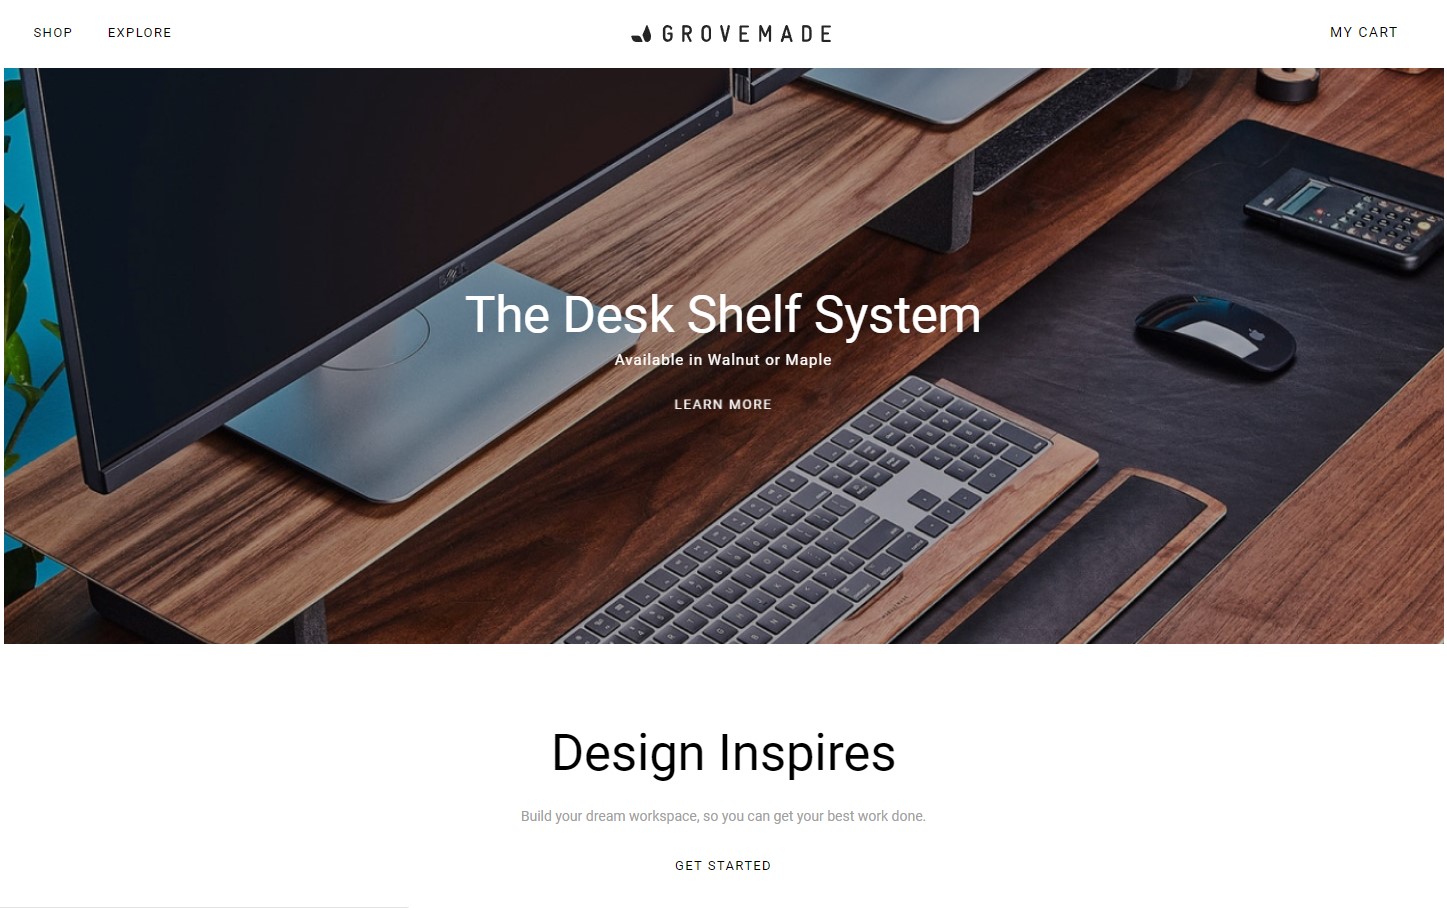 SHOP
EXPLORE
GROVEMADE
MY CART
The Desk Shelf System
Available in Walnut or Maple
LEARN MORE
Design Inspires
Build your dream workspace, so you can get your best work done.
GET STARTED